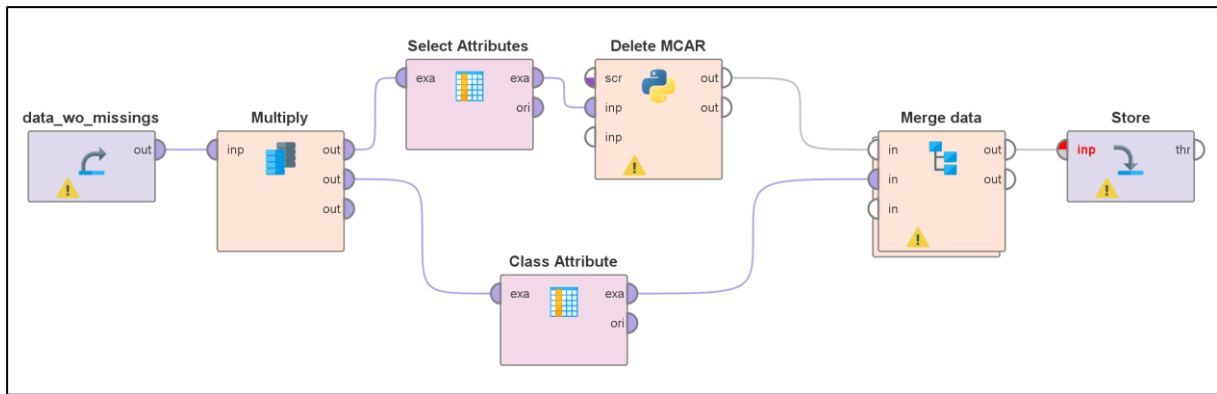 Select Attributes
exa
exa
ori
Delete MCAR
scr
out
inp
out
inp
data_wo_missings
out
Multiply
inp
out
out
out
Merge data
in
out
in
out
in
Store
inp
thr
Class Attribute
exa
exa
ori